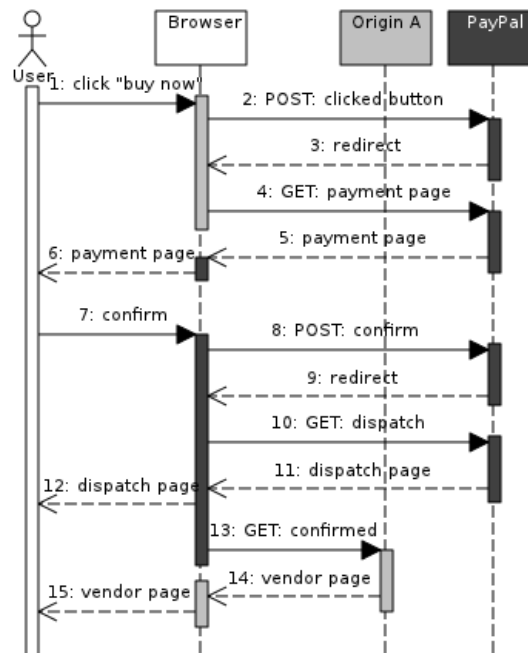 Browser
Origin A
PayPal
User
1: click "buy now"
2: POST: clicked button
3: redirect
4: GET: payment page
5: payment page
6: payment page
7: confirm
8: POST: confirm
9: redirect
10: GET: dispatch
11: dispatch page
12: dispatch page
13: GET: confirmed
14: vendor page
15: vendor page